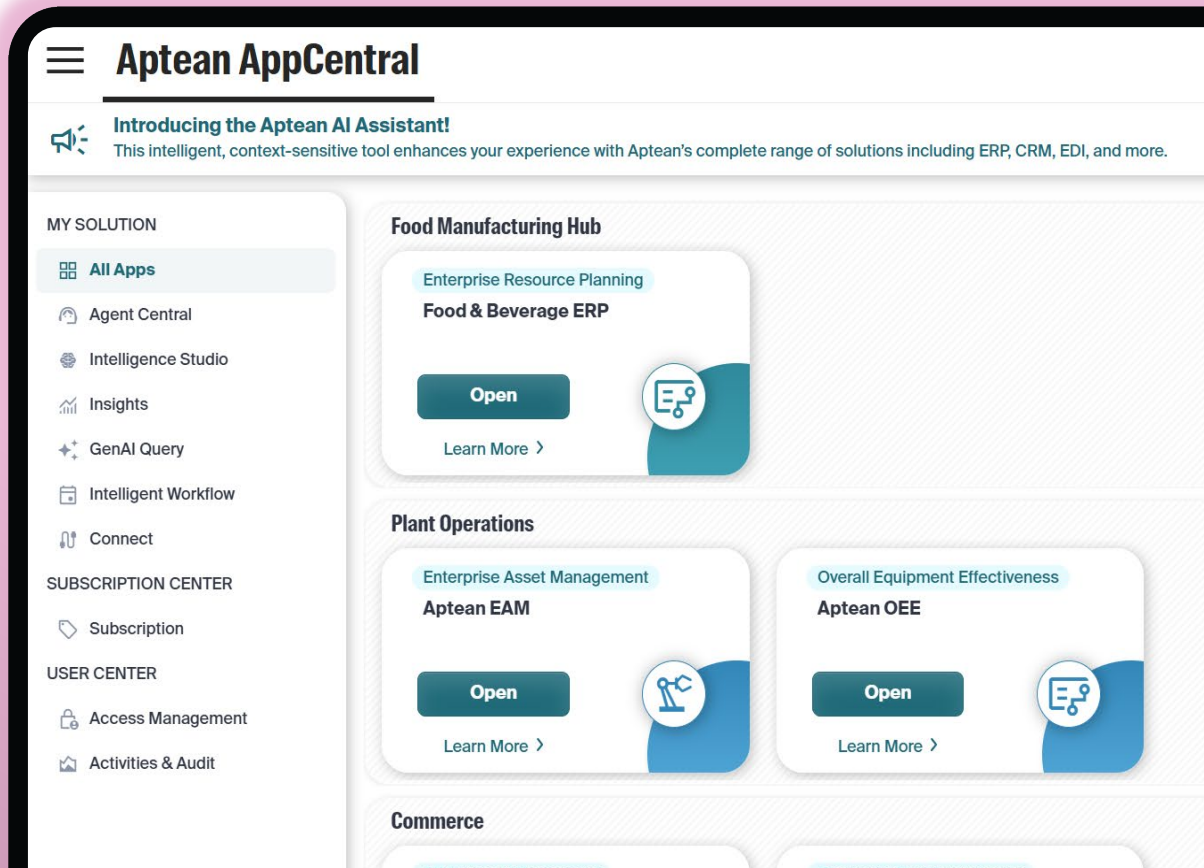 Aptean AppCentral
Introducing the Aptean AI Assistant!
This intelligent, context-sensitive tool enhances your experience with Aptean's complete range of solutions including ERP, CRM, EDI, and more.
MY SOLUTION
All Apps
Agent Central
Intelligence Studio
Insights
GenAI Query
Intelligent Workflow
Connect
SUBSCRIPTION CENTER
Subscription
USER CENTER
Access Management
Activities & Audit
Food Manufacturing Hub
Enterprise Resource Planning
Food & Beverage ERP
Open
Learn More
Plant Operations
Enterprise Asset Management
Aptean EAM
Open
Learn More
Overall Equipment Effectiveness
Aptean OEE
Open
Learn More
Commerce